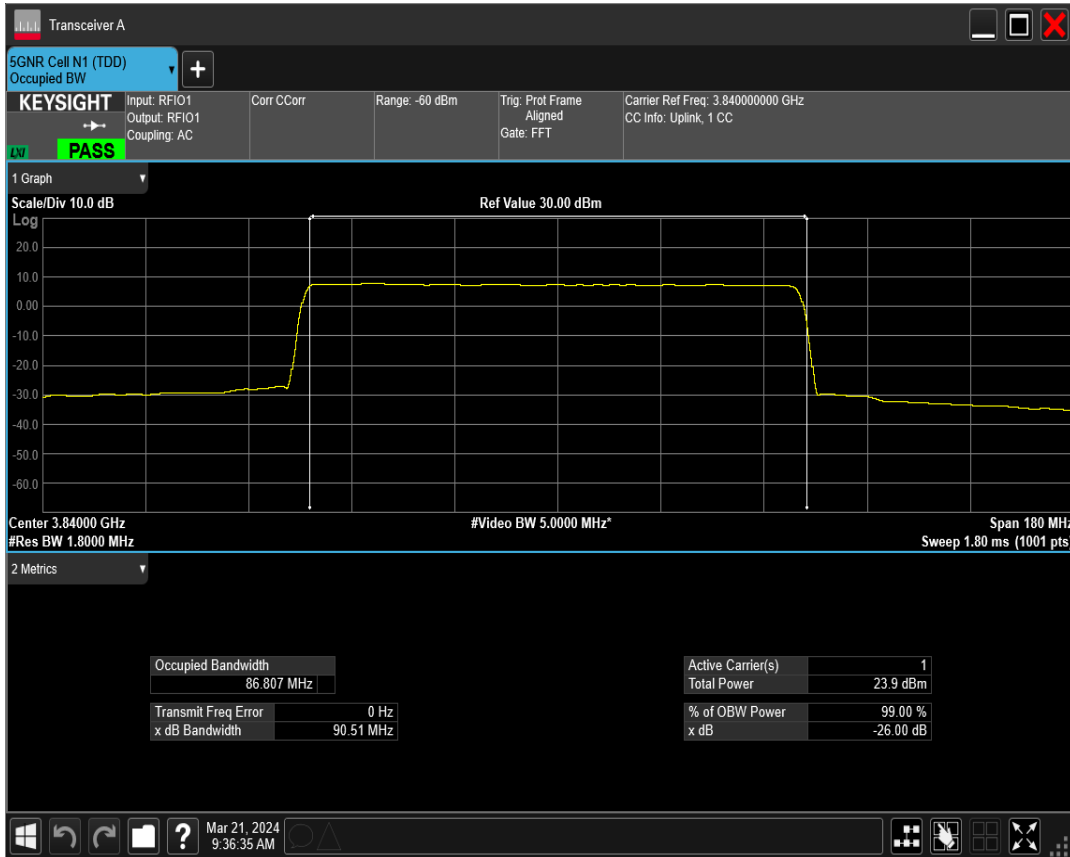 Transceiver A
5GNR Cell N1 (TDD)
Occupied BW
+
KEYSIGHT
LXI
PASS
Input: RFIO1
Output: RFIO1
Coupling: AC
Corr CCorr
Range: -60 dBm
Trig: Prot Frame
Aligned
Gate: FFT
Carrier Ref Freq: 3.840000000 GHz
CC Info: Uplink, 1 CC
1 Graph
Scale/Div 10.0 dB
Ref Value 30.00 dBm
Log
20.0
10.0
0.00
-10.0
-20.0
-30.0
-40.0
-50.0
-60.0
Center 3.84000 GHz
#Video BW 5.0000 MHz*
Span 180 MHz
#Res BW 1.8000 MHz
Sweep 1.80 ms (1001 pts
2 Metrics
Occupied Bandwidth
86.807 MHz
Transmit Freq Error 0 Hz
x dB Bandwidth 90.51 MHz
Active Carrier(s) 1
Total Power 23.9 dBm
% of OBW Power 99.00 %
x dB -26.00 dB
?
Mar 21, 2024
9:36:35 AM